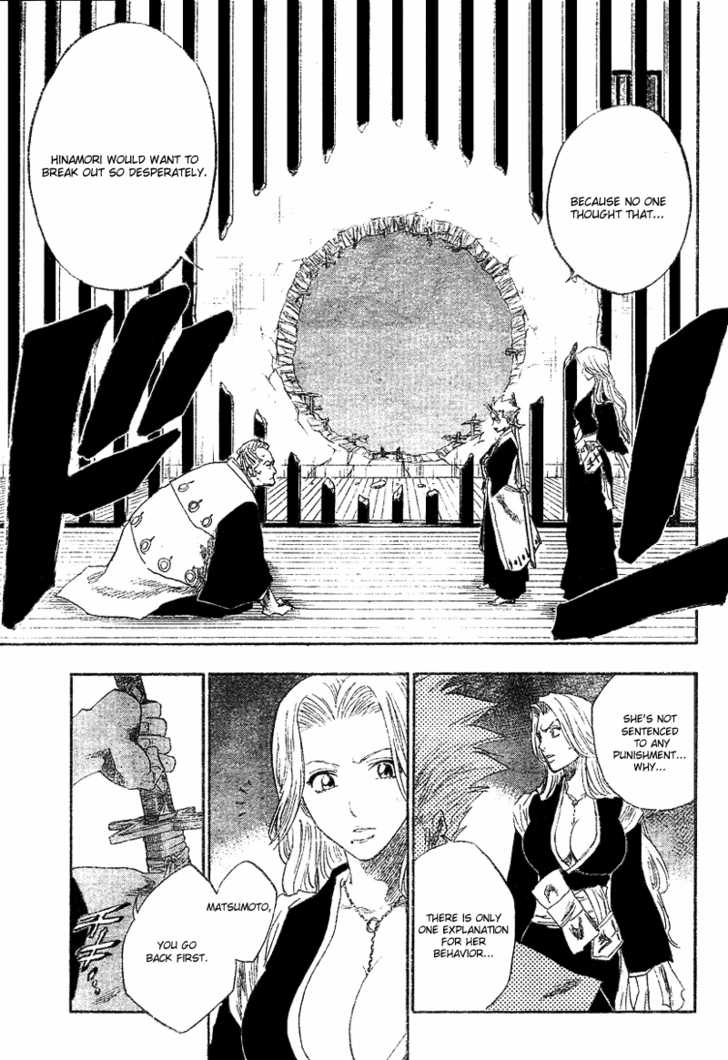 BECAUSE NO ONE
THOUGHT THAT...
HINAMORI WOULD WANT TO
BREAK OUT SO DESPERATELY.
SHE'S NOT
SENTENCED
TO ANY
PUNISHMENT...
WHY...
THERE IS ONLY
ONE EXPLANATION
FOR HER
BEHAVIOR...
MATSUMOTO,
YOU GO
BACK FIRST.